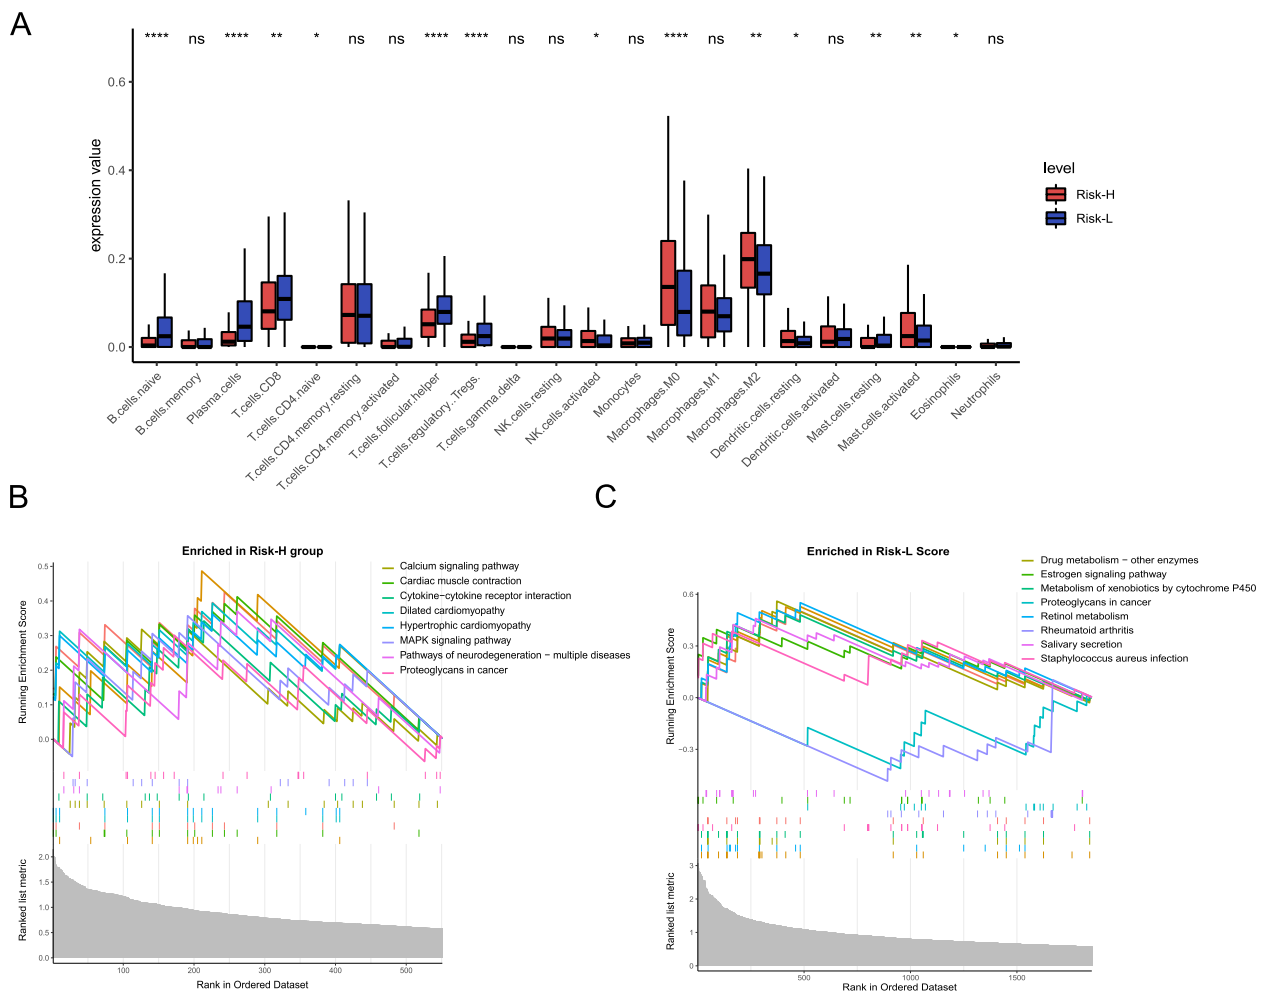 A
**** ns **** ** * ns ns **** **** ns ns * ns **** ns ** * ns ** ** * ns
0.6
0.4
0.2
0.0
expression value
level
Risk-H
Risk-L
B.cells.naive
B.cells.memory
Plasma.cells
T.cells.CD8
T.cells.CD4.naive
T.cells.CD4.memory.resting
T.cells.CD4.memory.activated
T.cells.follicular.helper
T.cells.regulatory..Tregs.
T.cells.gamma.delta
NK.cells.resting
NK.cells.activated
Monocytes
Macrophages.M0
Macrophages.M1
Macrophages.M2
Dendritic.cells.resting
Dendritic.cells.activated
Mast.cells.resting
Mast.cells.activated
Eosinophils
Neutrophils
B
Enriched in Risk-H group
0.5
0.4
0.3
0.2
0.1
0.0
Running Enrichment Score
Calcium signaling pathway
Cardiac muscle contraction
Cytokine−cytokine receptor interaction
Dilated cardiomyopathy
Hypertrophic cardiomyopathy
MAPK signaling pathway
Pathways of neurodegeneration − multiple diseases
Proteoglycans in cancer
2.0
1.5
1.0
0.5
0.0
Ranked list metric
100 200 300 400 500
Rank in Ordered Dataset
C
Enriched in Risk-L Score
0.6
0.3
0.0
−0.3
Running Enrichment Score
Drug metabolism − other enzymes
Estrogen signaling pathway
Metabolism of xenobiotics by cytochrome P450
Proteoglycans in cancer
Retinol metabolism
Rheumatoid arthritis
Salivary secretion
Staphylococcus aureus infection
3
2
1
0
Ranked list metric
500 1000 1500
Rank in Ordered Dataset